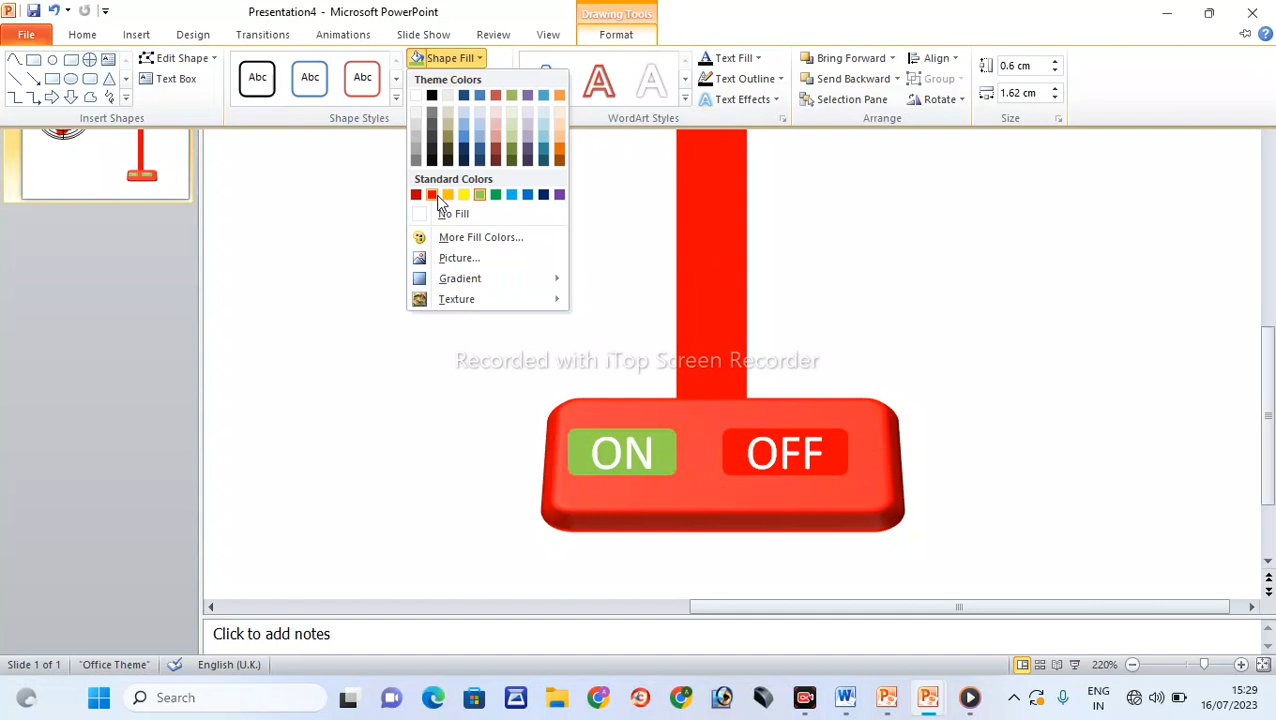 Presentation4 - Microsoft PowerPoint
Drawing Tools
File
Home
Insert
Design
Transitions
Animations
Slide Show
Review
View
Format
Edit Shape
Text Box
Insert Shapes
Abc
Abc
Abc
Shape Styles
Shape Fill
Theme Colors
Standard Colors
No Fill
More Fill Colors...
Picture...
Gradient
Texture
Text Fill
Text Outline
Text Effects
WordArt Styles
Bring Forward
Send Backward
Selection Pane
Align
Group
Rotate
Arrange
0.6 cm
1.62 cm
Size
Recorded with iTop Screen Recorder
ON
OFF
Click to add notes
Slide 1 of 1
"Office Theme"
English (U.K.)
220%
Search
ENG
IN
15:29
16/07/2023